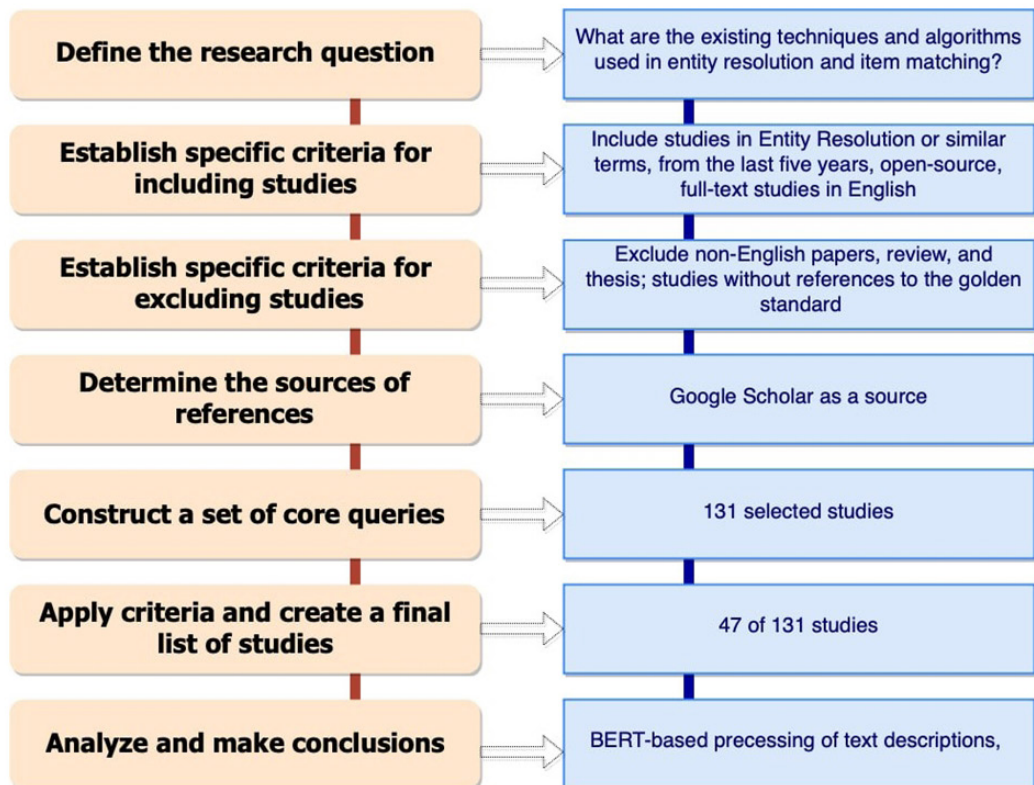 Define the research question
What are the existing techniques and algorithms
used in entity resolution and item matching?
Establish specific criteria for
including studies
Include studies in Entity Resolution or similar
terms, from the last five years, open-source,
full-text studies in English
Establish specific criteria for
excluding studies
Exclude non-English papers, review, and
thesis; studies without references to the golden
standard
Determine the sources of
references
Google Scholar as a source
Construct a set of core queries
131 selected studies
Apply criteria and create a final
list of studies
47 of 131 studies
Analyze and make conclusions
BERT-based precessing of text descriptions,